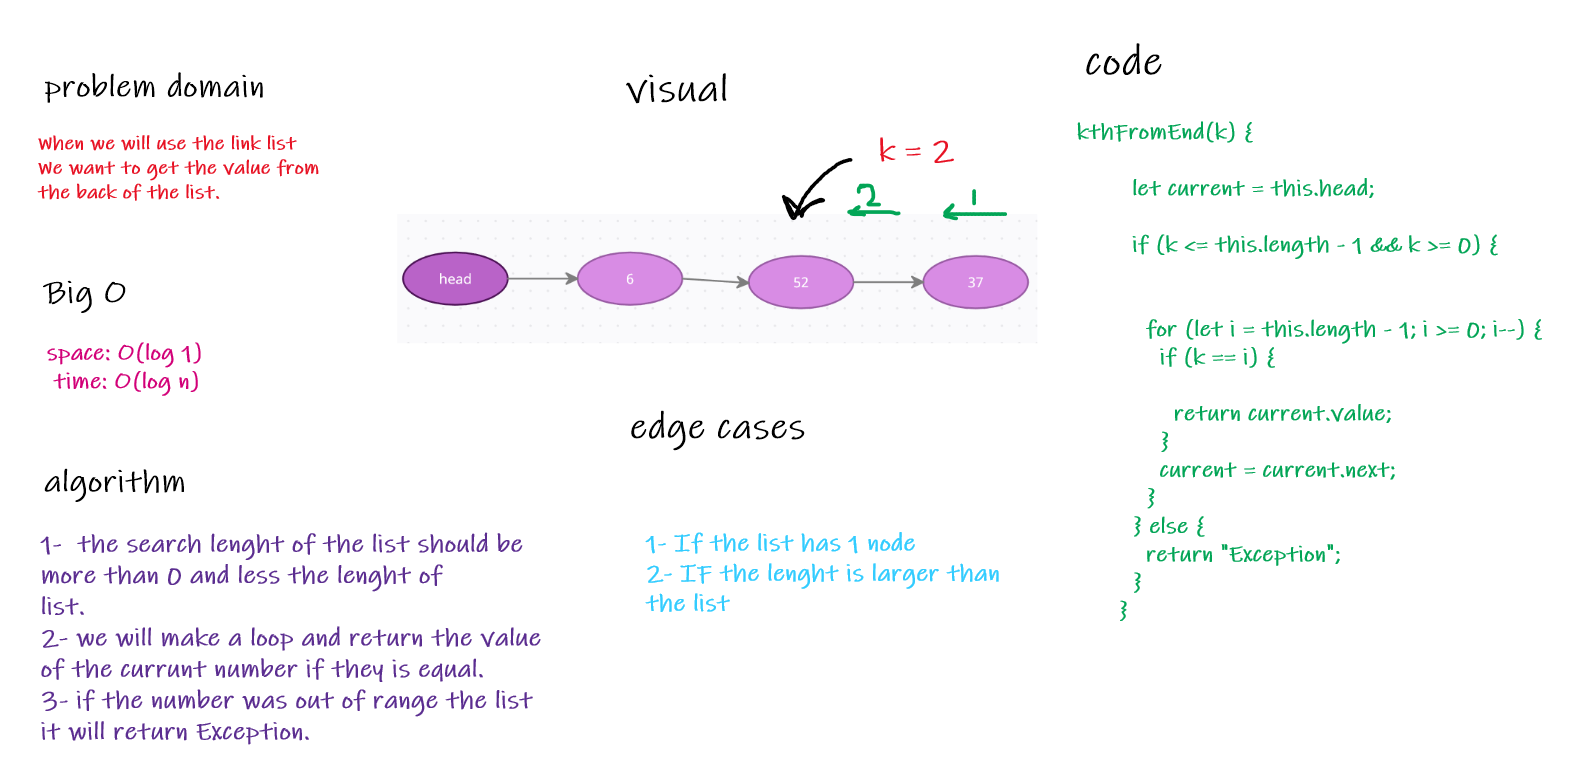 problem domain
When we will use the link list
We want to get the value from
the back of the list.
Big O
space: O(log 1)
time: O(log n)
algorithm
1- the search lenght of the list should be
more than 0 and less the lenght of
list.
2- we will make a loop and return the value
of the currunt number if they is equal.
3- if the number was out of range the list
it will return Exception.
visual
k = 2
2
1
head
6
52
37
edge cases
1- If the list has 1 node
2- IF the lenght is larger than
the list
code
kthFromEnd(k) {
let current = this.head;
if (k <= this.length - 1 && k >= 0) {
for (let i = this.length - 1; i >= 0; i--) {
if (k == i) {
return current.value;
}
current = current.next;
}
} else {
return "Exception";
}
}